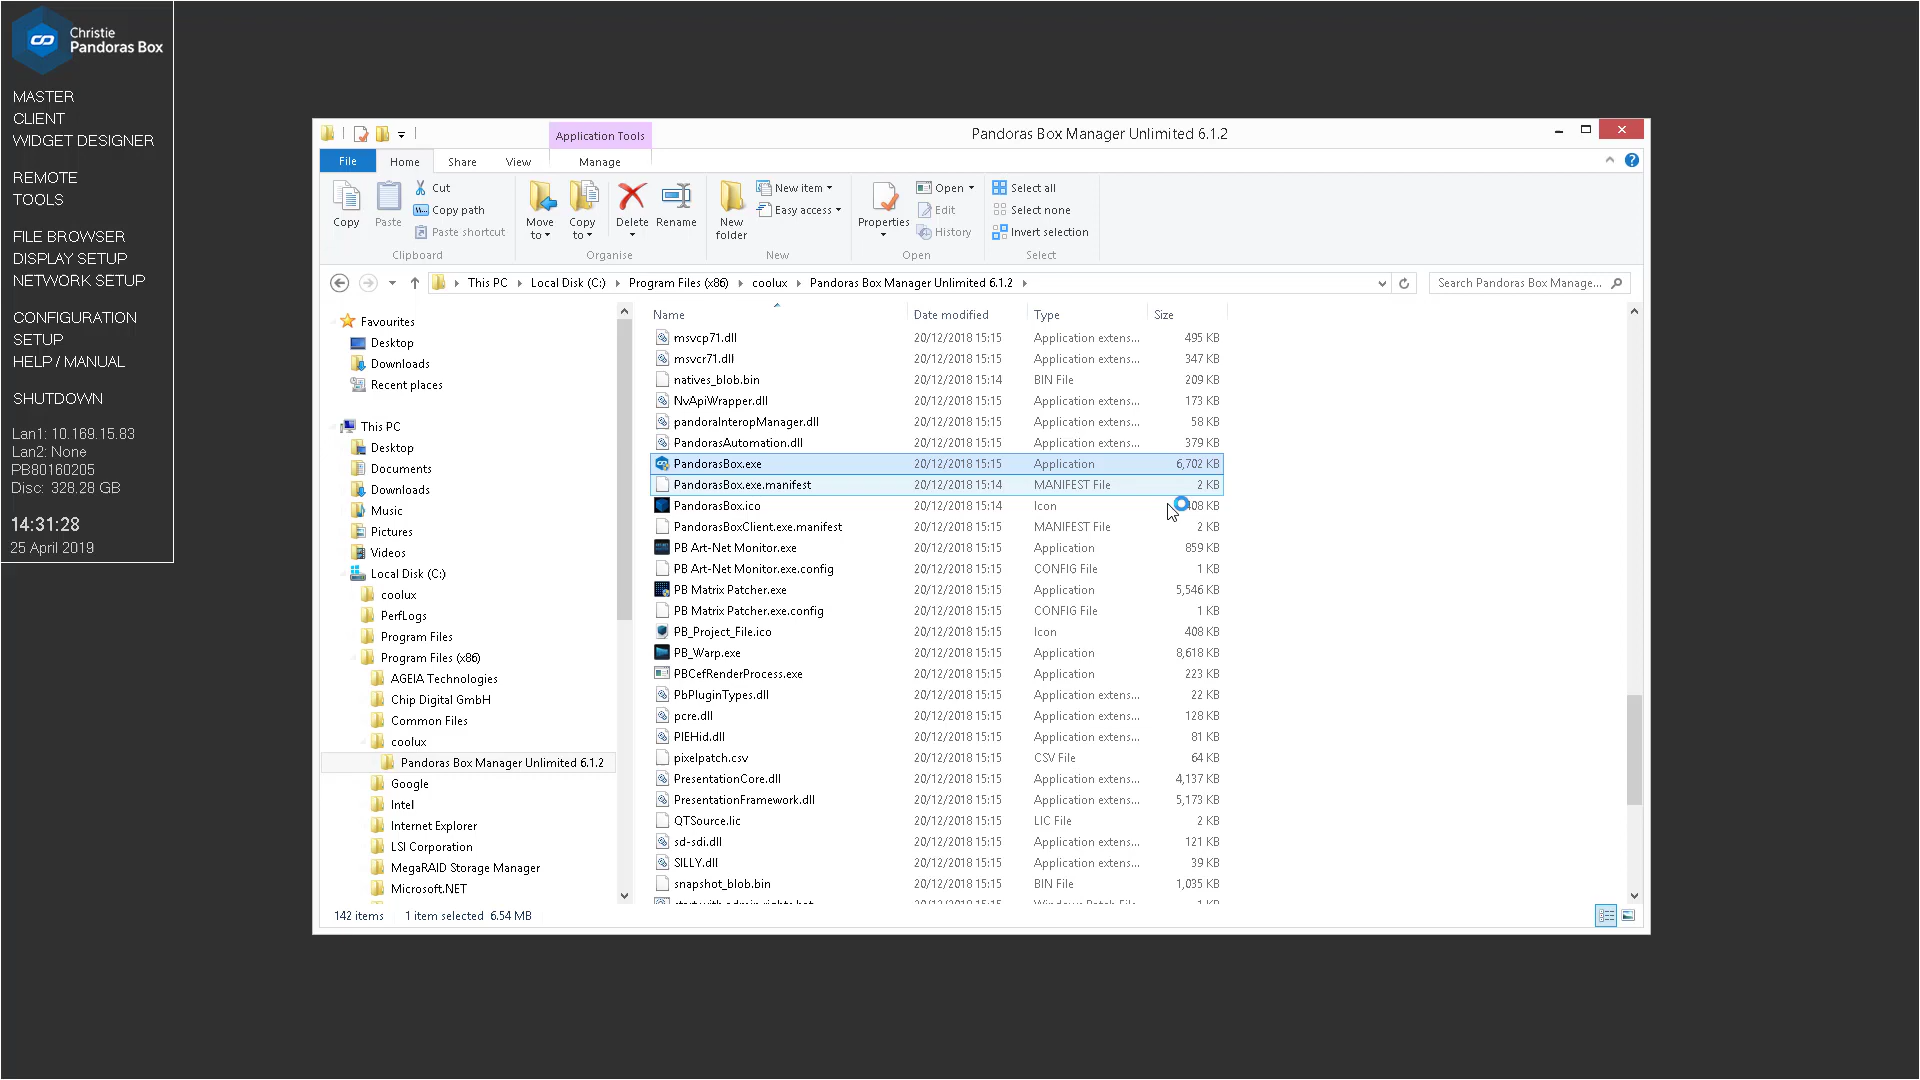 Christie
Pandoras Box
MASTER
CLIENT
WIDGET DESIGNER
REMOTE
TOOLS
FILE BROWSER
DISPLAY SETUP
NETWORK SETUP
CONFIGURATION
SETUP
HELP / MANUAL
SHUTDOWN
Lan1: 10.169.15.83
Lan2: None
PB80160205
Disc: 328.28 GB
14:31:28
25 April 2019
Application Tools
Pandoras Box Manager Unlimited 6.1.2
File Home Share View Manage
Copy
Paste
Cut
Copy path
Paste shortcut
Clipboard
Move to
Copy to
Delete
Rename
Organise
New folder
New item
Easy access
New
Properties
Open
Edit
History
Open
Select all
Select none
Invert selection
Select
This PC Local Disk (C:) Program Files (x86) coolux Pandoras Box Manager Unlimited 6.1.2
Search Pandoras Box Manage...
Favourites
Desktop
Downloads
Recent places
This PC
Desktop
Documents
Downloads
Music
Pictures
Videos
Local Disk (C:)
coolux
PerfLogs
Program Files
Program Files (x86)
AGEIA Technologies
Chip Digital GmbH
Common Files
coolux
Pandoras Box Manager Unlimited 6.1.2
Google
Intel
Internet Explorer
LSI Corporation
MegaRAID Storage Manager
Microsoft.NET
Name Date modified Type Size
msvcp71.dll 20/12/2018 15:15 Application extens... 495 KB
msvcr71.dll 20/12/2018 15:15 Application extens... 347 KB
natives_blob.bin 20/12/2018 15:14 BIN File 209 KB
NvApiWrapper.dll 20/12/2018 15:15 Application extens... 173 KB
pandoraInteropManager.dll 20/12/2018 15:15 Application extens... 58 KB
PandorasAutomation.dll 20/12/2018 15:15 Application extens... 379 KB
PandorasBox.exe 20/12/2018 15:15 Application 6,702 KB
PandorasBox.exe.manifest 20/12/2018 15:14 MANIFEST File 2 KB
PandorasBox.ico 20/12/2018 15:14 Icon 408 KB
PandorasBoxClient.exe.manifest 20/12/2018 15:15 MANIFEST File 2 KB
PB Art-Net Monitor.exe 20/12/2018 15:15 Application 859 KB
PB Art-Net Monitor.exe.config 20/12/2018 15:15 CONFIG File 1 KB
PB Matrix Patcher.exe 20/12/2018 15:15 Application 5,546 KB
PB Matrix Patcher.exe.config 20/12/2018 15:15 CONFIG File 1 KB
PB_Project_File.ico 20/12/2018 15:15 Icon 408 KB
PB_Warp.exe 20/12/2018 15:15 Application 8,618 KB
PBCefRenderProcess.exe 20/12/2018 15:15 Application 223 KB
PbPluginTypes.dll 20/12/2018 15:15 Application extens... 22 KB
pcre.dll 20/12/2018 15:15 Application extens... 128 KB
PIEHid.dll 20/12/2018 15:15 Application extens... 81 KB
pixelpatch.csv 20/12/2018 15:15 CSV File 64 KB
PresentationCore.dll 20/12/2018 15:15 Application extens... 4,137 KB
PresentationFramework.dll 20/12/2018 15:15 Application extens... 5,173 KB
QTSource.lic 20/12/2018 15:15 LIC File 2 KB
sd-sdi.dll 20/12/2018 15:15 Application extens... 121 KB
SILLY.dll 20/12/2018 15:15 Application extens... 39 KB
snapshot_blob.bin 20/12/2018 15:15 BIN File 1,035 KB
142 items 1 item selected 6.54 MB